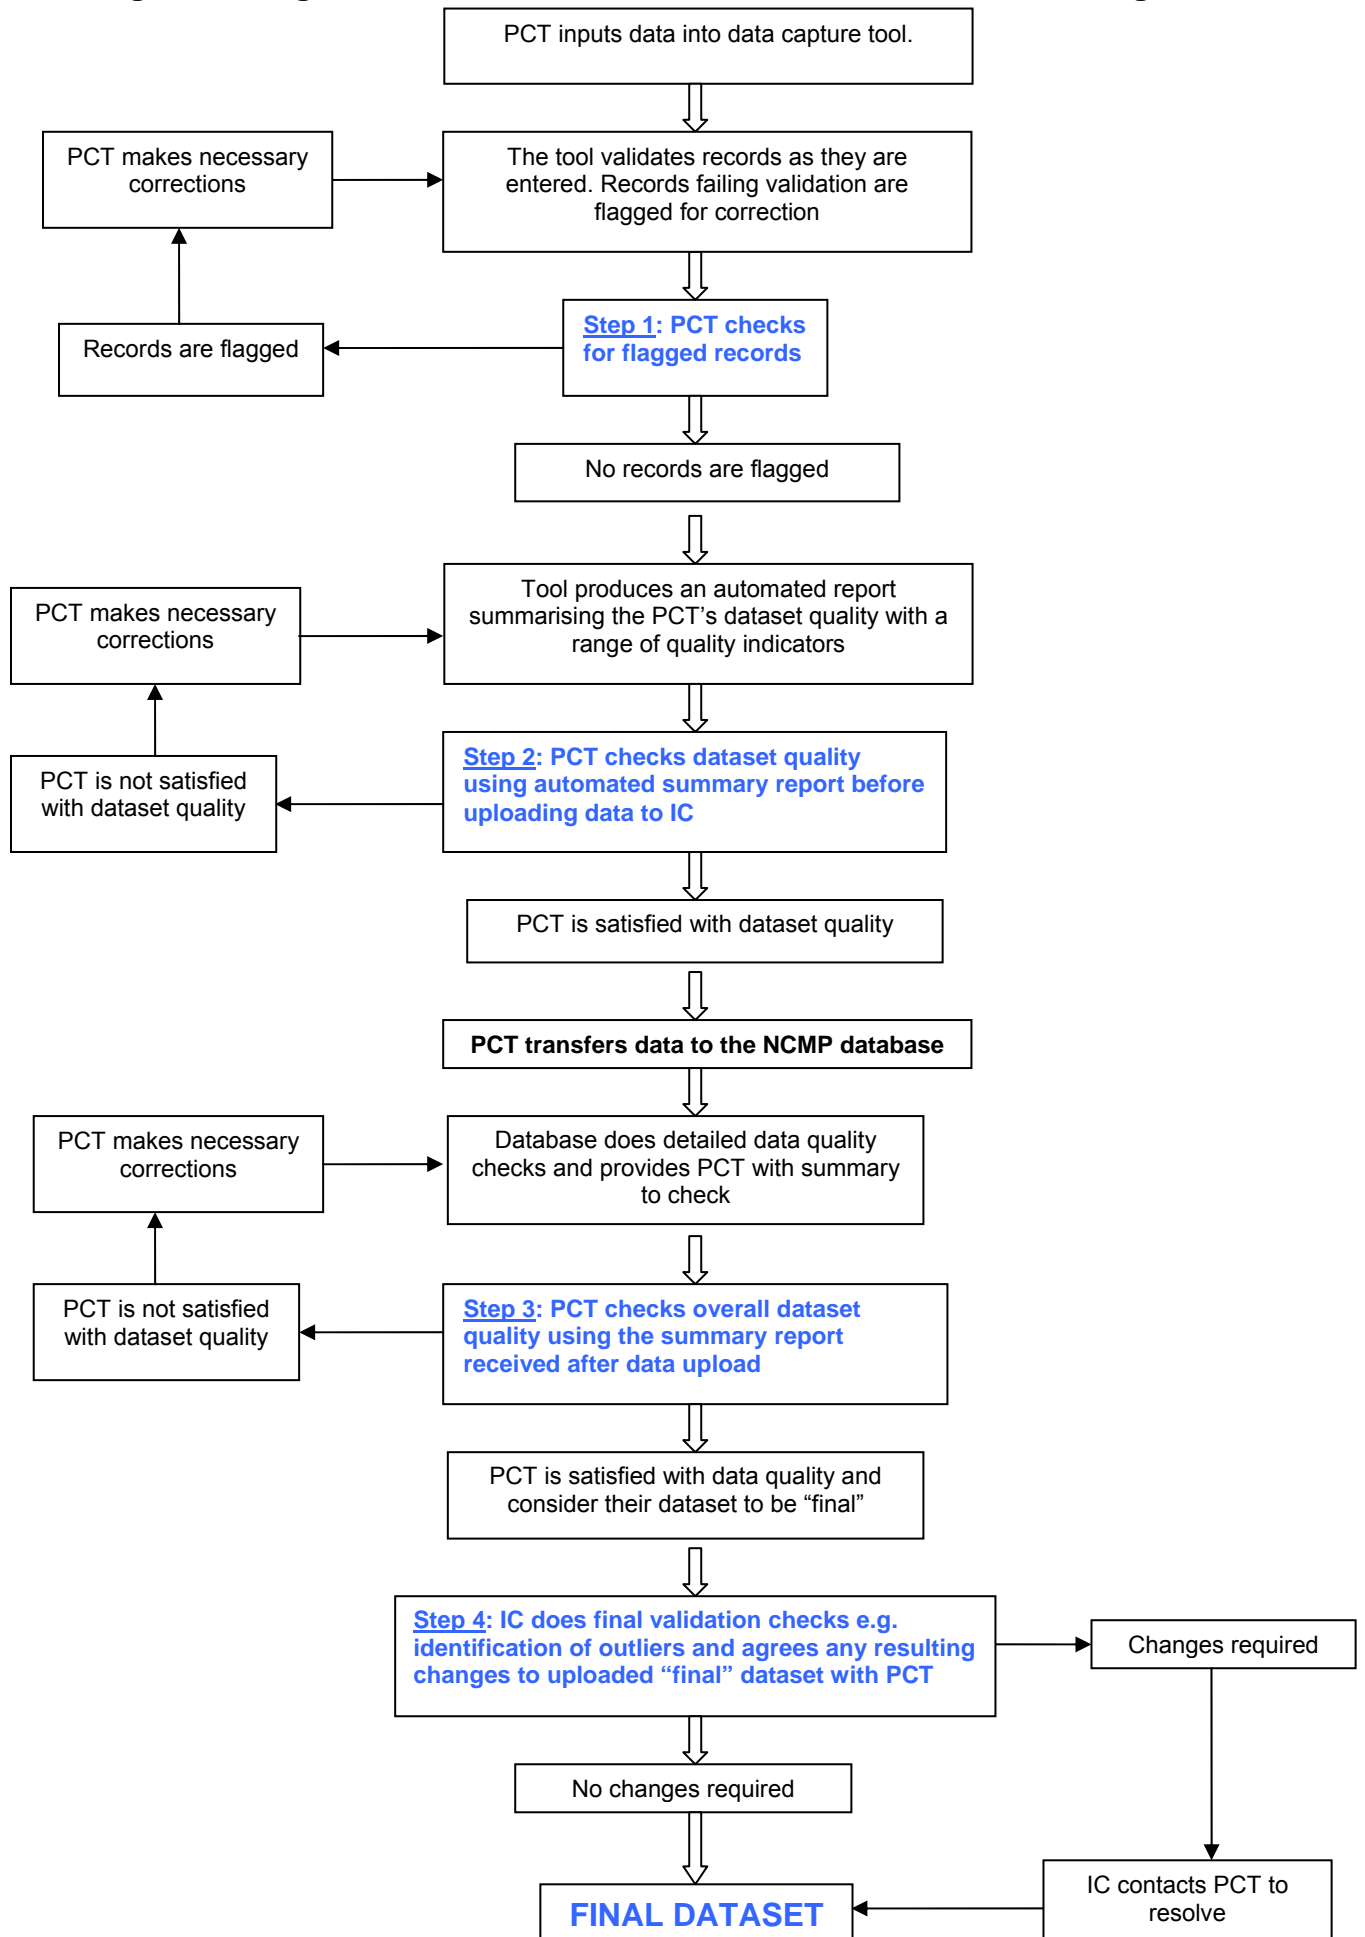 PCT inputs data into data capture tool.
PCT makes necessary
corrections
The tool validates records as they are
entered. Records failing validation are
flagged for correction
Records are flagged
Step 1: PCT checks
for flagged records
No records are flagged
PCT makes necessary
corrections
Tool produces an automated report
summarising the PCT’s dataset quality with a
range of quality indicators
PCT is not satisfied
with dataset quality
Step 2: PCT checks dataset quality
using automated summary report before
uploading data to IC
PCT is satisfied with dataset quality
PCT transfers data to the NCMP database
PCT makes necessary
corrections
Database does detailed data quality
checks and provides PCT with summary
to check
PCT is not satisfied
with dataset quality
Step 3: PCT checks overall dataset
quality using the summary report
received after data upload
PCT is satisfied with data quality and
consider their dataset to be “final”
Step 4: IC does final validation checks e.g.
identification of outliers and agrees any resulting
changes to uploaded “final” dataset with PCT
Changes required
No changes required
IC contacts PCT to
resolve
FINAL DATASET